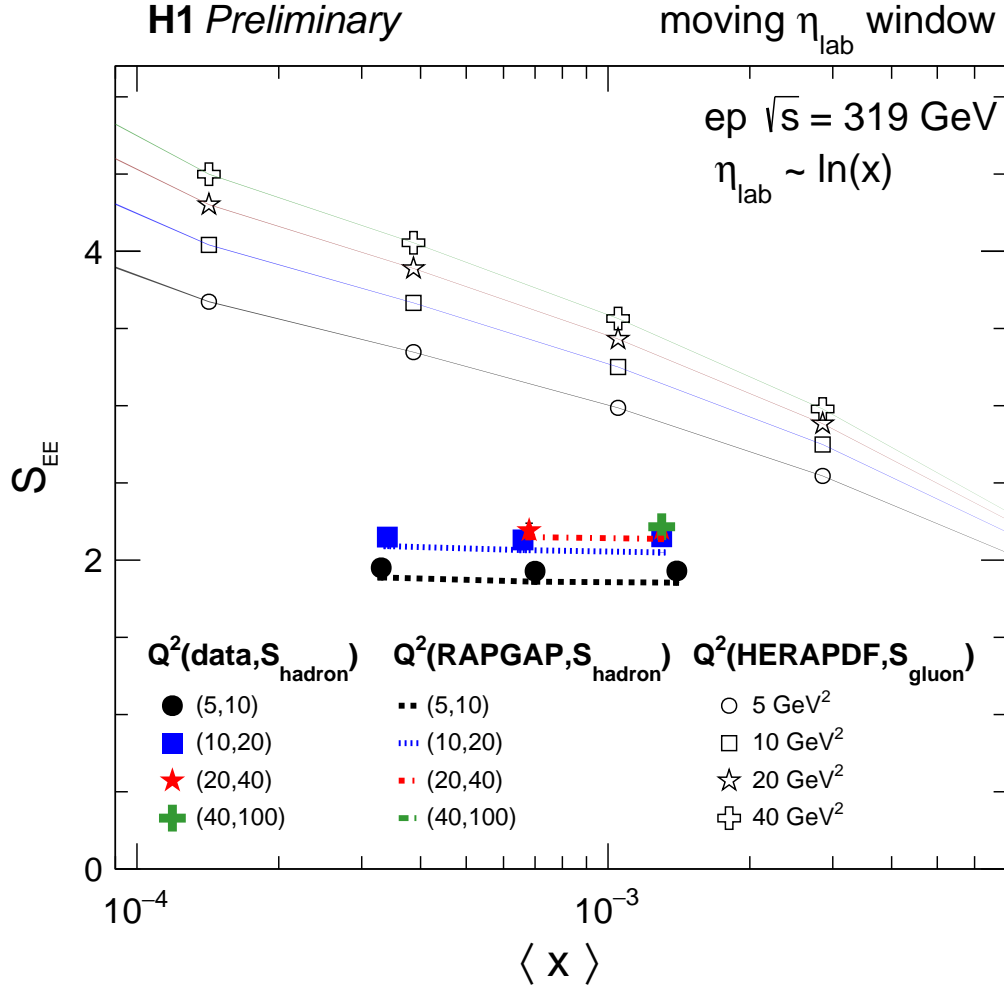 H1 Preliminary moving η_lab window
ep √s = 319 GeV
η_lab ~ ln(x)
S_EE
4
2
0
Q²(data,S_hadron) Q²(RAPGAP,S_hadron) Q²(HERAPDF,S_gluon)
(5,10) (5,10) 5 GeV²
(10,20) (10,20) 10 GeV²
(20,40) (20,40) 20 GeV²
(40,100) (40,100) 40 GeV²
10⁻⁴ 10⁻³
⟨ x ⟩